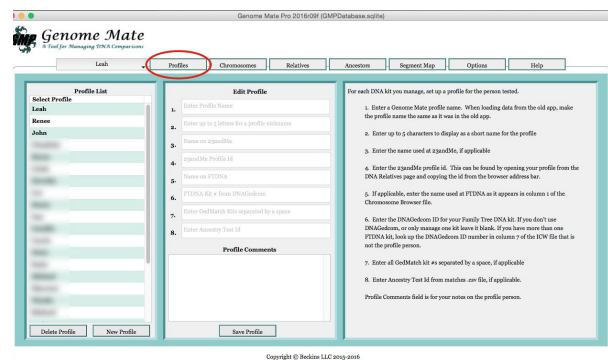 Genome Mate Pro 2016r09f (GMPDatabase.sqlite)
Genome Mate
A Tool for Managing DNA Comparisons
Leah
Profiles
Chromosomes
Relatives
Ancestors
Segment Map
Options
Help
Profile List
Select Profile
Leah
Renee
John
Delete Profile
New Profile
Edit Profile
1. Enter Profile Name
2. Enter up to 5 letters for a profile nickname
3. Name on 23andMe
4. 23andMe Profile Id
5. Name on FTDNA
6. FTDNA Kit # from DNAGedcom
7. Enter GedMatch Kits separated by a space
8. Enter Ancestry Test Id
Profile Comments
Save Profile
For each DNA kit you manage, set up a profile for the person tested.
1. Enter a Genome Mate profile name. When loading data from the old app, make
the profile name the same as it was in the old app.
2. Enter up to 5 characters to display as a short name for the profile
3. Enter the name used at 23andMe, if applicable
4. Enter the 23andme profile id. This can be found by opening your profile from the
DNA Relatives page and copying the id from the browser address bar.
5. If applicable, enter the name used at FTDNA as it appears in column 1 of the
Chromosome Browser file.
6. Enter the DNAGedcom ID for your Family Tree DNA kit. If you don't use
DNAGedcom, or only manage one kit leave it blank. If you have more than one
FTDNA kit, look up the DNAGedcom ID number in column 7 of the ICW file that is
not the profile person.
7. Enter all GedMatch kit #s separated by a space, if applicable
8. Enter Ancestry Test Id from matches .csv file, if applicable.
Profile Comments field is for your notes on the profile person.
Copyright © Beckins LLC 2015-2016